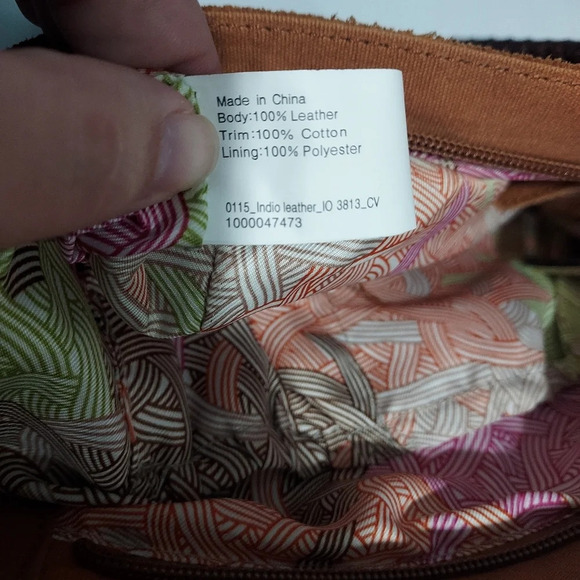 Made in China
Body:100% Leather
Trim:100% Cotton
Lining:100% Polyester
0115_Indio leather_IO 3813_CV
1000047473